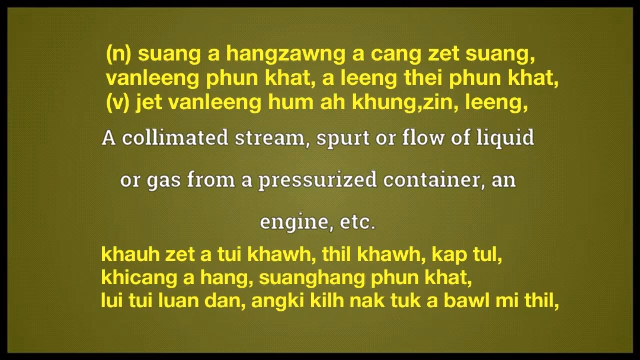 (n) suang a hangzawng a cang zet suang,
vanleeng phun khat, a leeng thei phun khat,
(v) jet vanleeng hum ah khung,zin, leeng,
A collimated stream, spurt or flow of liquid
or gas from a pressurized container, an
engine, etc.
khauh zet a tui khawh, thil khawh, kap tul,
khicang a hang, suanghang phun khat,
lui tui luan dan, angki kilh nak tuk a bawl mi thil,